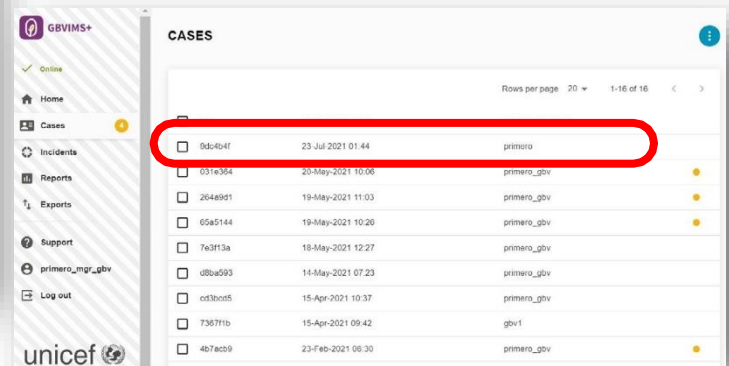 GBVIMS+
CASES
Online
Rows per page 20 1-16 of 16
Home
Cases 4
9dc4b4f 23-Jul-2021 01:44 primero
Incidents
031e364 20-May-2021 10:06 primero_gbv
Reports
264a9d1 19-May-2021 11:03 primero_gbv
Exports
65a5144 19-May-2021 10:26 primero_gbv
Support
7e3f13a 18-May-2021 12:27 primero_gbv
primero_mgr_gbv
d8ba593 14-May-2021 07:23 primero_gbv
Log out
cd3bcd5 15-Apr-2021 10:37 primero_gbv
7367f1b 15-Apr-2021 09:42 gbv1
unicef
4b7acb9 23-Feb-2021 06:30 primero_gbv